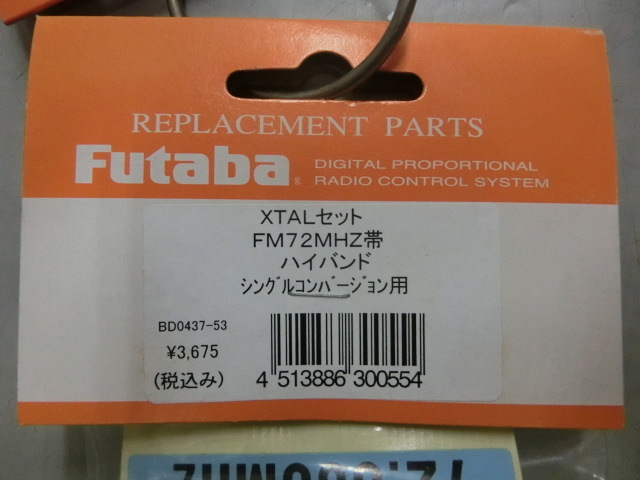 REPLACEMENT PARTS
Futaba® DIGITAL PROPORTIONAL
RADIO CONTROL SYSTEM
XTALセット
FM72MHZ帯
ハイバンド
シングルコンバージョン用
BD0437-53
¥3,675
(税込み)
4 513886 300554